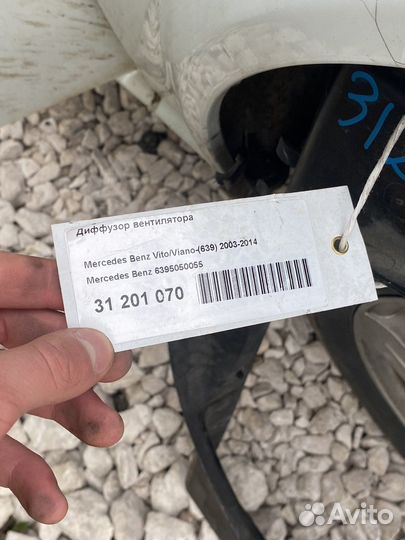 Диффузор вентилятора
Mercedes Benz Vito/Viano-(639) 2003-2014
Mercedes Benz 6395050055
31 201 070
Avito